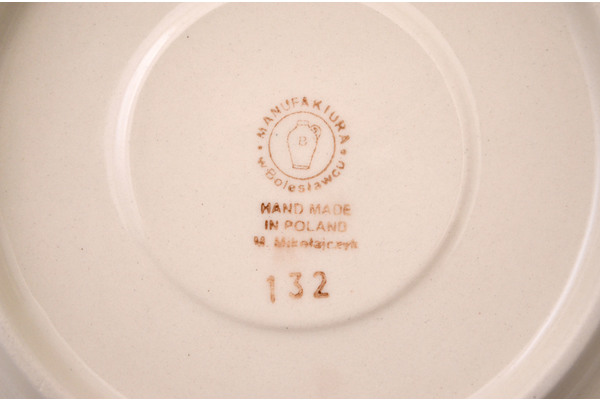 MANUFAKTURA
B
w Bolesławcu
HAND MADE
IN POLAND
M. Mikołajczyk
132